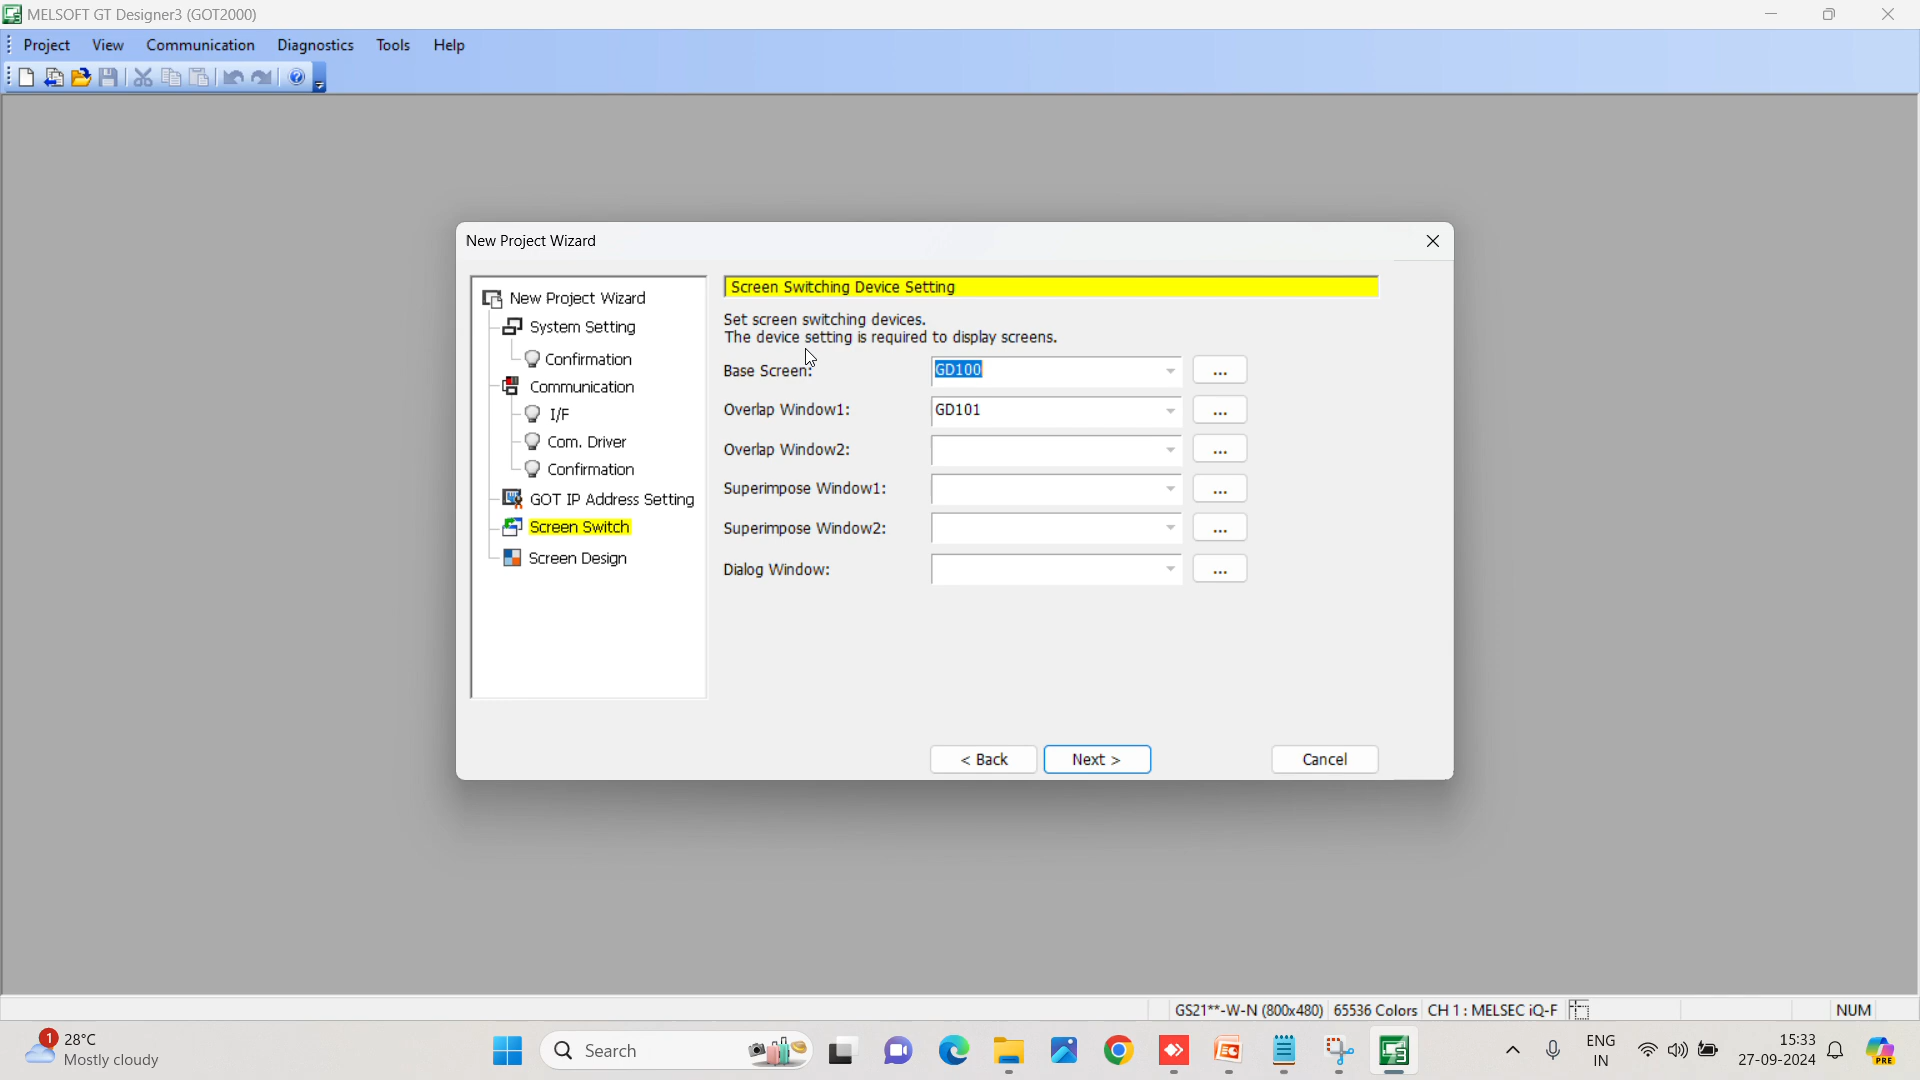 MELSOFT GT Designer3 (GOT2000)
Project View Communication Diagnostics Tools Help
New Project Wizard
New Project Wizard
System Setting
Confirmation
Communication
I/F
Com. Driver
Confirmation
GOT IP Address Setting
Screen Switch
Screen Design
Screen Switching Device Setting
Set screen switching devices.
The device setting is required to display screens.
Base Screen: GD100 ...
Overlap Window1: GD101 ...
Overlap Window2: ...
Superimpose Window1: ...
Superimpose Window2: ...
Dialog Window: ...
< Back Next > Cancel
GS21**-W-N (800x480) 65536 Colors CH 1 : MELSEC iQ-F NUM
1
28°C
Mostly cloudy
Search
ENG
IN
15:33
27-09-2024
PRE